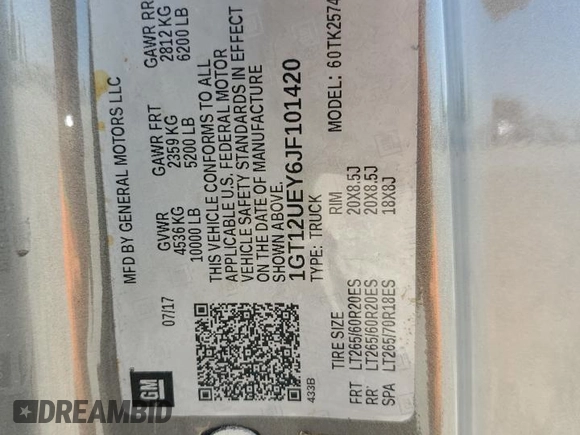 MFD BY GENERAL MOTORS LLC
07/17
GVWR
4536 KG
10000 LB
GAWR FRT
2359 KG
5200 LB
GAWR RR
2812 KG
6200 LB
THIS VEHICLE CONFORMS TO ALL
APPLICABLE U.S. FEDERAL MOTOR
VEHICLE SAFETY STANDARDS IN EFFECT
ON THE DATE OF MANUFACTURE
SHOWN ABOVE.
1GT12UEY6JF101420
TYPE: TRUCK
MODEL: 60TK2574
GM
433B
TIRE SIZE RIM
FRT LT265/60R20ES 20X8.5J
RR LT265/60R20ES 20X8.5J
SPA LT265/70R18ES 18X8J
DREAMBID